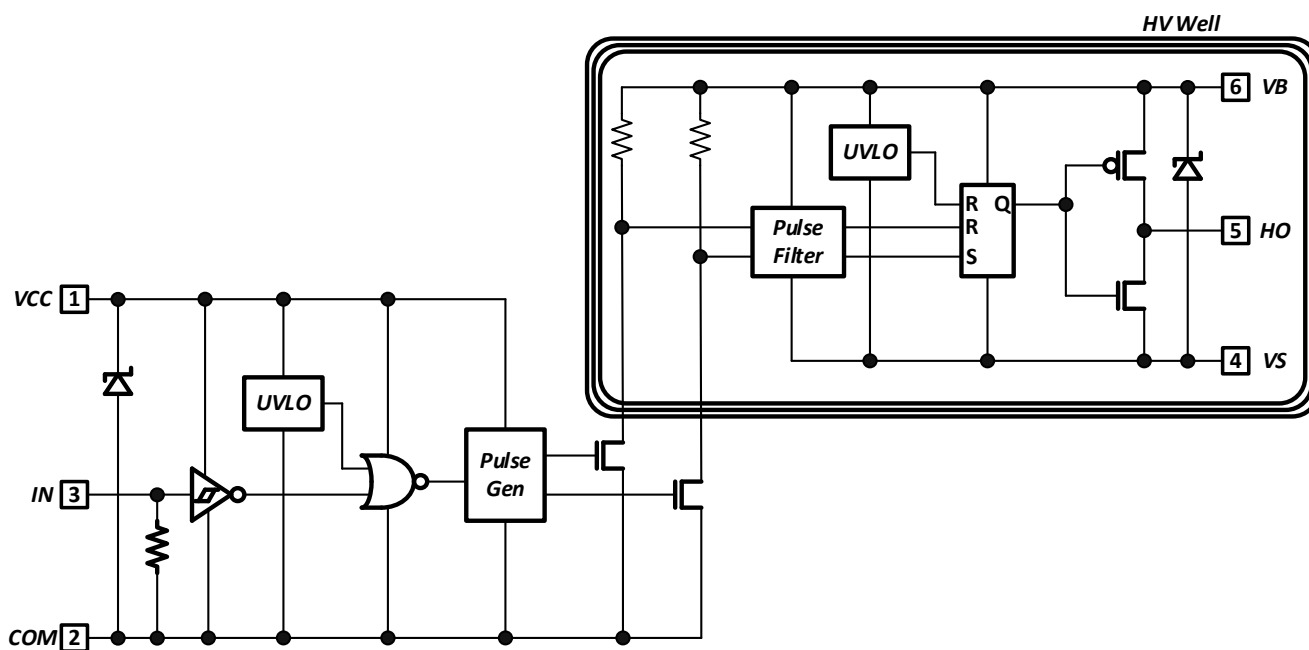 HV Well
6 VB
UVLO
R Q
R
S
Pulse
Filter
5 HO
VCC 1
4 VS
UVLO
Pulse
Gen
IN 3
COM 2